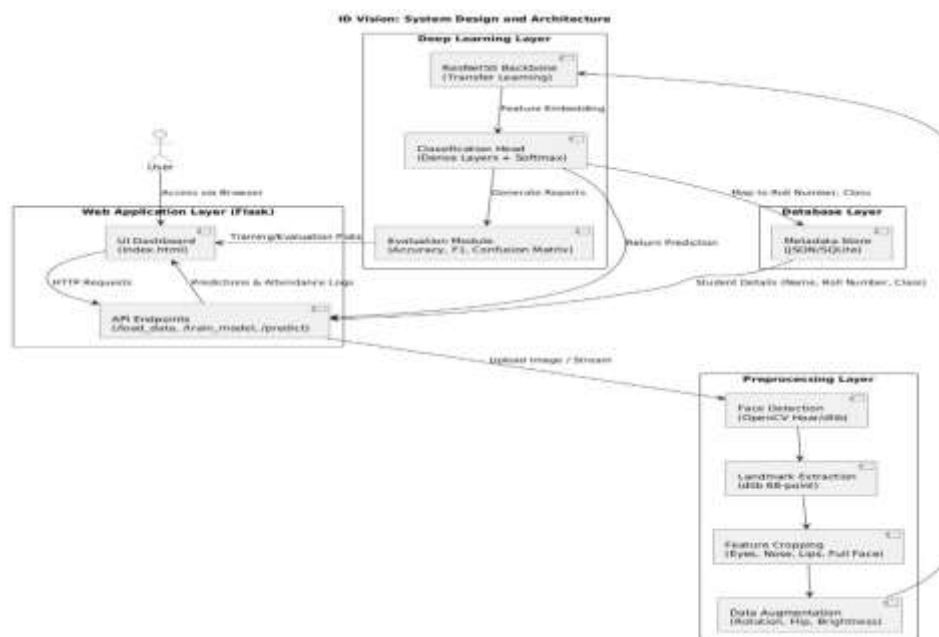 ID Vision: System Design and Architecture
Deep Learning Layer
ResNet50 Backbone
(Transfer Learning)
Feature Embedding
Classification Head
(Dense Layers + Softmax)
Generate Reports
Map to Roll Number, Class
Evaluation Module
(Accuracy, F1, Confusion Matrix)
Return Prediction
User
Access via Browser
Web Application Layer (Flask)
UI Dashboard
(index.html)
Training/Evaluation Plots
HTTP Requests
Predictions & Attendance Logs
API Endpoints
(/load_data, /train_model, /predict)
Database Layer
Metadata Store
(JSON/SQLite)
Student Details (Name, Roll Number, Class)
Upload Image / Stream
Preprocessing Layer
Face Detection
(OpenCV Haar/dlib)
Landmark Extraction
(dlib 68-point)
Feature Cropping
(Eyes, Nose, Lips, Full Face)
Data Augmentation
(Rotation, Flip, Brightness)